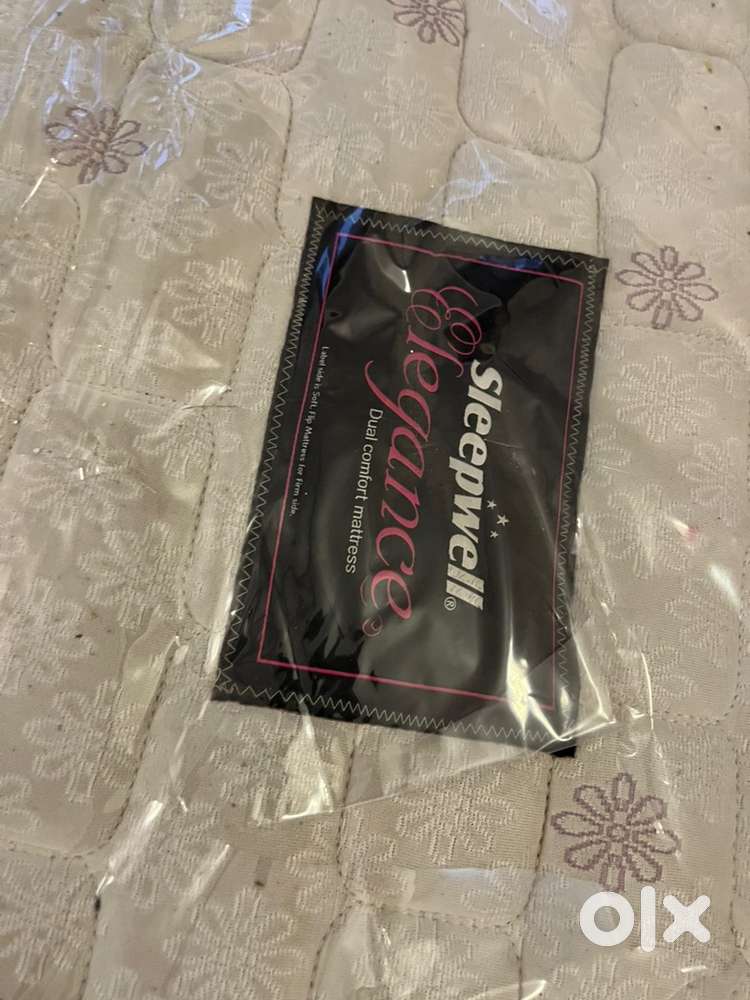 sleepwell®
Elegance
Dual comfort mattress
Label side is Soft, Flip Mattress for Firm side.
olx